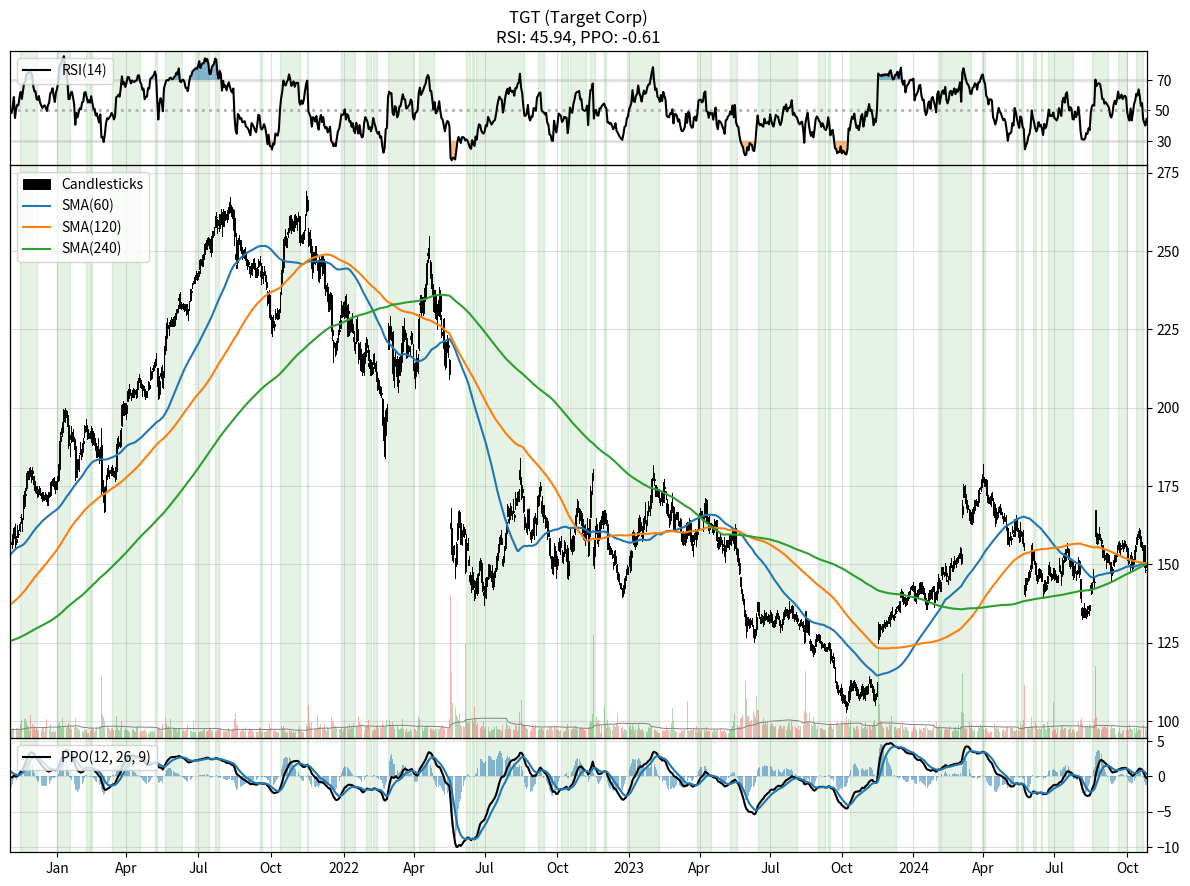 TGT (Target Corp)
RSI: 45.94, PPO: -0.61
RSI(14)
70
50
30
Candlesticks
SMA(60)
SMA(120)
SMA(240)
275
250
225
200
175
150
125
100
PPO(12, 26, 9)
5
0
−5
−10
Jan Apr Jul Oct 2022 Apr Jul Oct 2023 Apr Jul Oct 2024 Apr Jul Oct